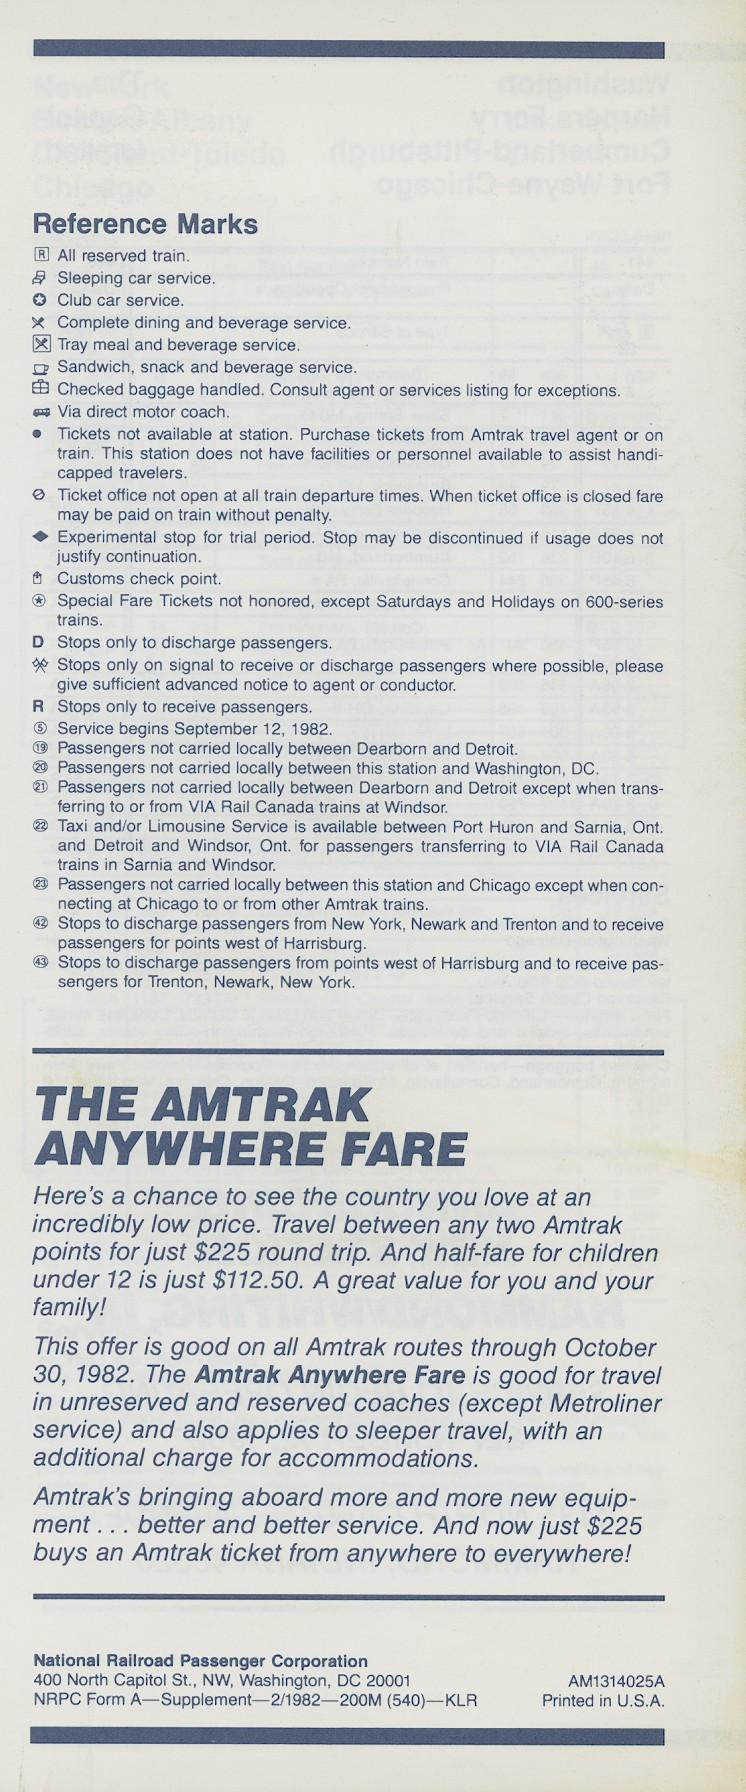 Reference Marks
R All reserved train.
Sleeping car service.
Club car service.
Complete dining and beverage service.
Tray meal and beverage service.
Sandwich, snack and beverage service.
Checked baggage handled. Consult agent or services listing for exceptions.
Via direct motor coach.
● Tickets not available at station. Purchase tickets from Amtrak travel agent or on
train. This station does not have facilities or personnel available to assist handi-
capped travelers.
Ticket office not open at all train departure times. When ticket office is closed fare
may be paid on train without penalty.
◆ Experimental stop for trial period. Stop may be discontinued if usage does not
justify continuation.
Customs check point.
Special Fare Tickets not honored, except Saturdays and Holidays on 600-series
trains.
D Stops only to discharge passengers.
Stops only on signal to receive or discharge passengers where possible, please
give sufficient advanced notice to agent or conductor.
R Stops only to receive passengers.
⑤ Service begins September 12, 1982.
⑲ Passengers not carried locally between Dearborn and Detroit.
⑳ Passengers not carried locally between this station and Washington, DC.
㉑ Passengers not carried locally between Dearborn and Detroit except when trans-
ferring to or from VIA Rail Canada trains at Windsor.
㉒ Taxi and/or Limousine Service is available between Port Huron and Sarnia, Ont.
and Detroit and Windsor, Ont. for passengers transferring to VIA Rail Canada
trains in Sarnia and Windsor.
㉓ Passengers not carried locally between this station and Chicago except when con-
necting at Chicago to or from other Amtrak trains.
㊷ Stops to discharge passengers from New York, Newark and Trenton and to receive
passengers for points west of Harrisburg.
㊸ Stops to discharge passengers from points west of Harrisburg and to receive pas-
sengers for Trenton, Newark, New York.
THE AMTRAK
ANYWHERE FARE
Here's a chance to see the country you love at an
incredibly low price. Travel between any two Amtrak
points for just $225 round trip. And half-fare for children
under 12 is just $112.50. A great value for you and your
family!
This offer is good on all Amtrak routes through October
30, 1982. The Amtrak Anywhere Fare is good for travel
in unreserved and reserved coaches (except Metroliner
service) and also applies to sleeper travel, with an
additional charge for accommodations.
Amtrak's bringing aboard more and more new equip-
ment . . . better and better service. And now just $225
buys an Amtrak ticket from anywhere to everywhere!
National Railroad Passenger Corporation
400 North Capitol St., NW, Washington, DC 20001
NRPC Form A—Supplement—2/1982—200M (540)—KLR
AM1314025A
Printed in U.S.A.